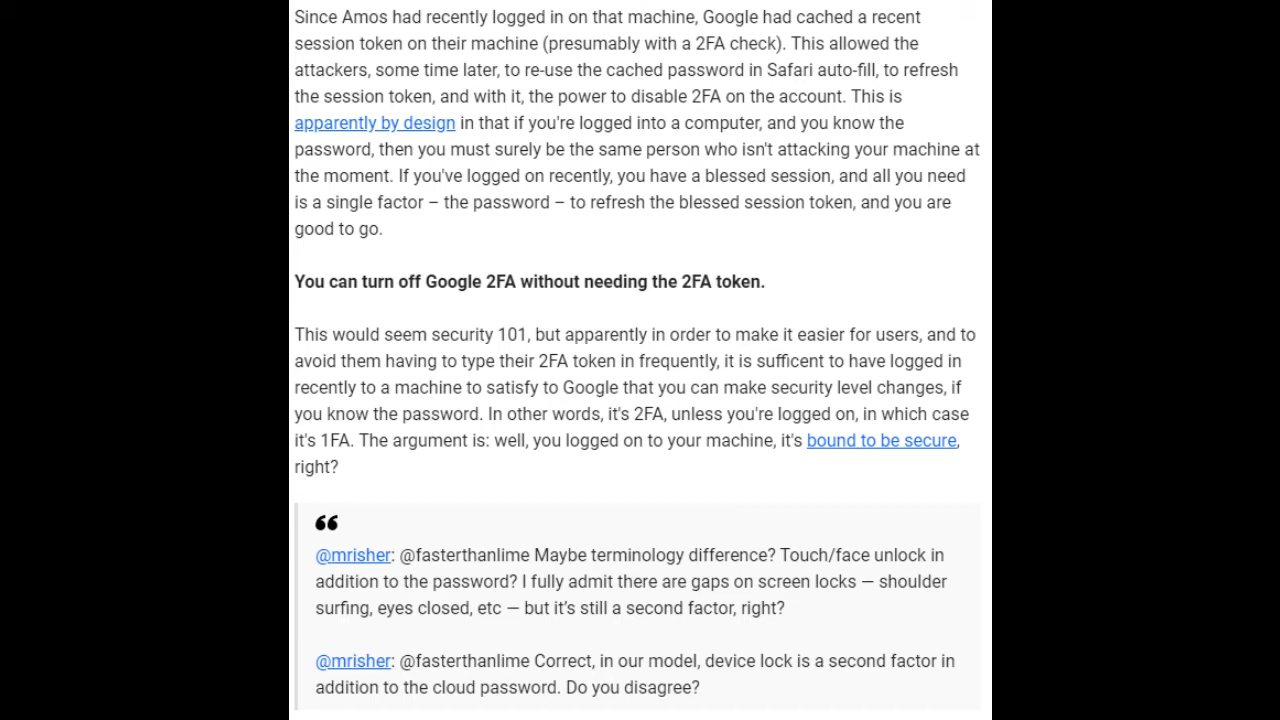 Since Amos had recently logged in on that machine, Google had cached a recent
session token on their machine (presumably with a 2FA check). This allowed the
attackers, some time later, to re-use the cached password in Safari auto-fill, to refresh
the session token, and with it, the power to disable 2FA on the account. This is
apparently by design in that if you're logged into a computer, and you know the
password, then you must surely be the same person who isn't attacking your machine at
the moment. If you've logged on recently, you have a blessed session, and all you need
is a single factor – the password – to refresh the blessed session token, and you are
good to go.
You can turn off Google 2FA without needing the 2FA token.
This would seem security 101, but apparently in order to make it easier for users, and to
avoid them having to type their 2FA token in frequently, it is sufficent to have logged in
recently to a machine to satisfy to Google that you can make security level changes, if
you know the password. In other words, it's 2FA, unless you're logged on, in which case
it's 1FA. The argument is: well, you logged on to your machine, it's bound to be secure,
right?
❝
@mrisher: @fasterthanlime Maybe terminology difference? Touch/face unlock in
addition to the password? I fully admit there are gaps on screen locks — shoulder
surfing, eyes closed, etc — but it's still a second factor, right?
@mrisher: @fasterthanlime Correct, in our model, device lock is a second factor in
addition to the cloud password. Do you disagree?